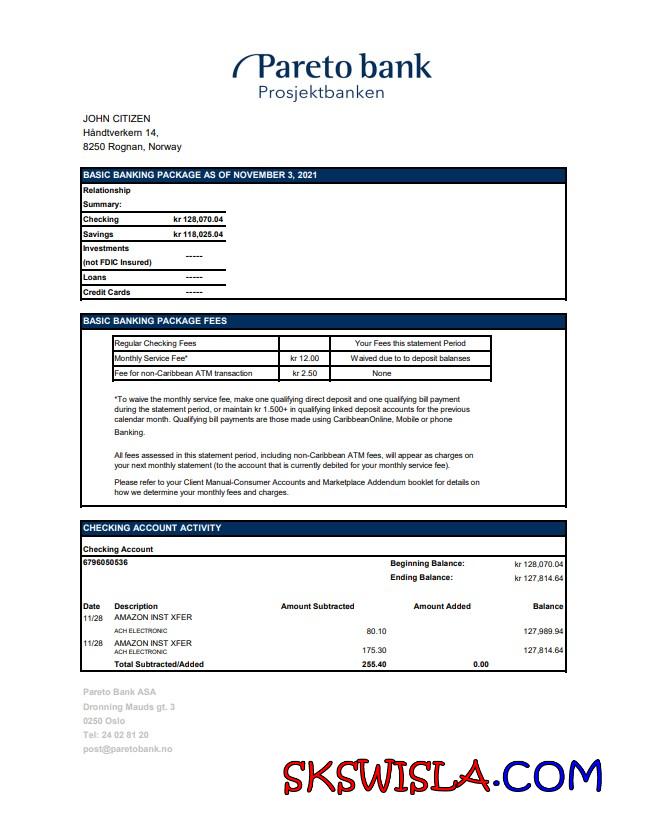 Pareto bank
Prosjektbanken
JOHN CITIZEN
Håndtverkern 14,
8250 Rognan, Norway
BASIC BANKING PACKAGE AS OF NOVEMBER 3, 2021
Relationship
Summary:
Checking kr 128,070.04
Savings kr 118,025.04
Investments
(not FDIC Insured) -----
Loans -----
Credit Cards -----
BASIC BANKING PACKAGE FEES
Regular Checking Fees Your Fees this statement Period
Monthly Service Fee* kr 12.00 Waived due to to deposit balanses
Fee for non-Caribbean ATM transaction kr 2.50 None
*To waive the monthly service fee, make one qualifying direct deposit and one qualifying bill payment
during the statement period, or maintain kr 1.500+ in qualifying linked deposit accounts for the previous
calendar month. Qualifying bill payments are those made using CaribbeanOnline, Mobile or phone
Banking.
All fees assessed in this statement period, including non-Caribbean ATM fees, will appear as charges on
your next monthly statement (to the account that is currently debited for your monthly service fee).
Please refer to your Client Manual-Consumer Accounts and Marketplace Addendum booklet for details on
how we determine your monthly fees and charges.
CHECKING ACCOUNT ACTIVITY
Checking Account
6796050536 Beginning Balance: kr 128,070.04
Ending Balance: kr 127,814.64
Date Description Amount Subtracted Amount Added Balance
11/28 AMAZON INST XFER
ACH ELECTRONIC 80.10 127,989.94
11/28 AMAZON INST XFER
ACH ELECTRONIC 175.30 127,814.64
Total Subtracted/Added 255.40 0.00
Pareto Bank ASA
Dronning Mauds gt. 3
0250 Oslo
Tel: 24 02 81 20
post@paretobank.no
SKSWISLA.COM